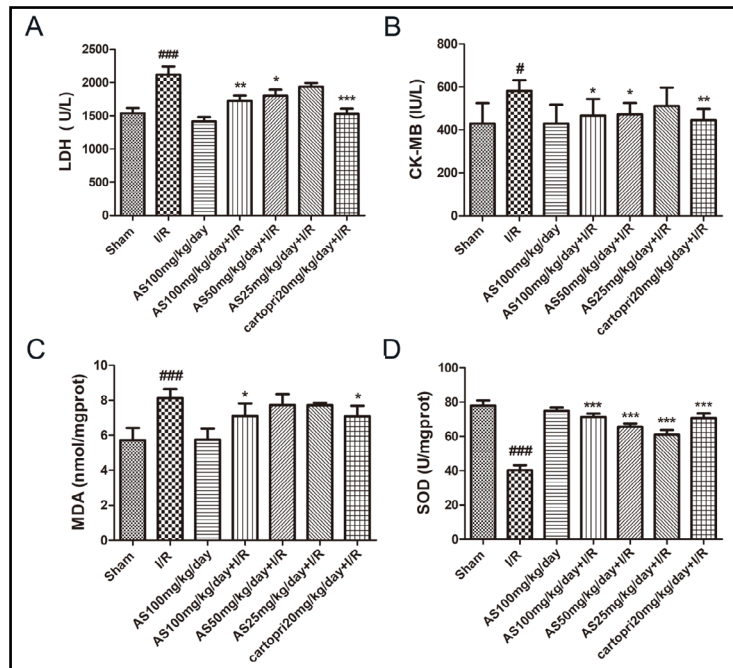 A
LDH ( U/L)
2500
2000
1500
1000
500
0
###
**
*
***
Sham
I/R
AS100mg/kg/day
AS100mg/kg/day+I/R
AS50mg/kg/day+I/R
AS25mg/kg/day+I/R
cartopri20mg/kg/day+I/R
B
CK-MB (IU/L)
800
600
400
200
0
#
*
*
**
Sham
I/R
AS100mg/kg/day
AS100mg/kg/day+I/R
AS50mg/kg/day+I/R
AS25mg/kg/day+I/R
cartopri20mg/kg/day+I/R
C
MDA (nmol/mgprot)
10
8
6
4
2
0
###
*
*
Sham
I/R
AS100mg/kg/day
AS100mg/kg/day+I/R
AS50mg/kg/day+I/R
AS25mg/kg/day+I/R
cartopri20mg/kg/day+I/R
D
SOD (U/mgprot)
100
80
60
40
20
0
###
***
***
***
***
Sham
I/R
AS100mg/kg/day
AS100mg/kg/day+I/R
AS50mg/kg/day+I/R
AS25mg/kg/day+I/R
cartopri20mg/kg/day+I/R